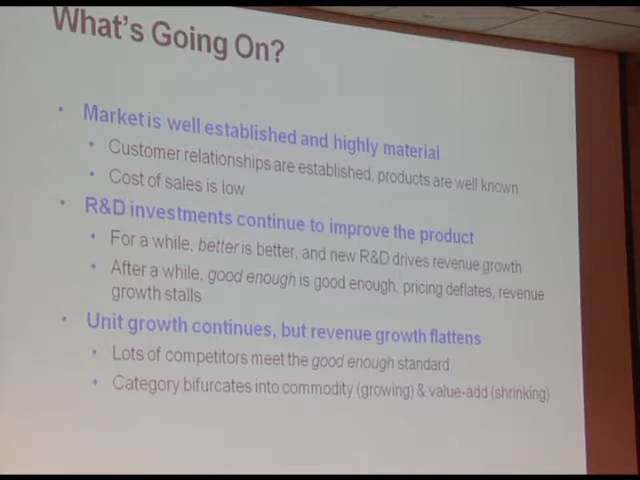 What's Going On?
• Market is well established and highly material
• Customer relationships are established, products are well known
• Cost of sales is low
• R&D investments continue to improve the product
• For a while, better is better, and new R&D drives revenue growth
• After a while, good enough is good enough, pricing deflates, revenue
growth stalls
• Unit growth continues, but revenue growth flattens
• Lots of competitors meet the good enough standard
• Category bifurcates into commodity (growing) & value-add (shrinking)